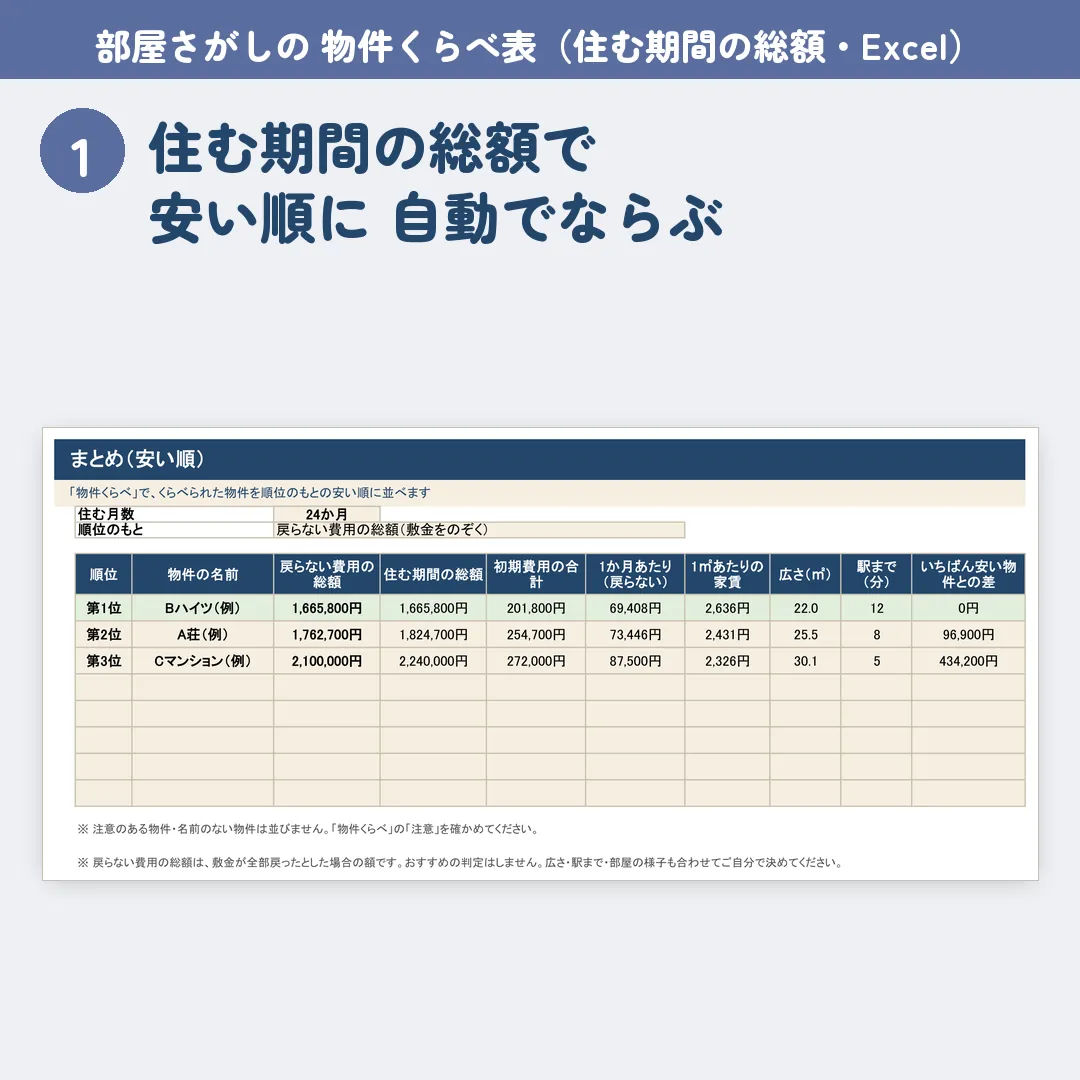 部屋さがしの 物件くらべ表（住む期間の総額・Excel）
1
住む期間の総額で
安い順に 自動でならぶ
まとめ（安い順）
「物件くらべ」で、くらべられた物件を順位のもとの安い順に並べます
住む月数 24か月
順位のもと 戻らない費用の総額（敷金をのぞく）
順位 物件の名前 戻らない費用の総額 住む期間の総額 初期費用の合計 1か月あたり（戻らない） 1㎡あたりの家賃 広さ（㎡） 駅まで（分） いちばん安い物件との差
第1位 Bハイツ（例） 1,665,800円 1,665,800円 201,800円 69,408円 2,636円 22.0 12 0円
第2位 A荘（例） 1,762,700円 1,824,700円 254,700円 73,446円 2,431円 25.5 8 96,900円
第3位 Cマンション（例） 2,100,000円 2,240,000円 272,000円 87,500円 2,326円 30.1 5 434,200円
※ 注意のある物件・名前のない物件は並びません。「物件くらべ」の「注意」を確かめてください。
※ 戻らない費用の総額は、敷金が全部戻ったとした場合の額です。おすすめの判定はしません。広さ・駅まで・部屋の様子も合わせてご自分で決めてください。